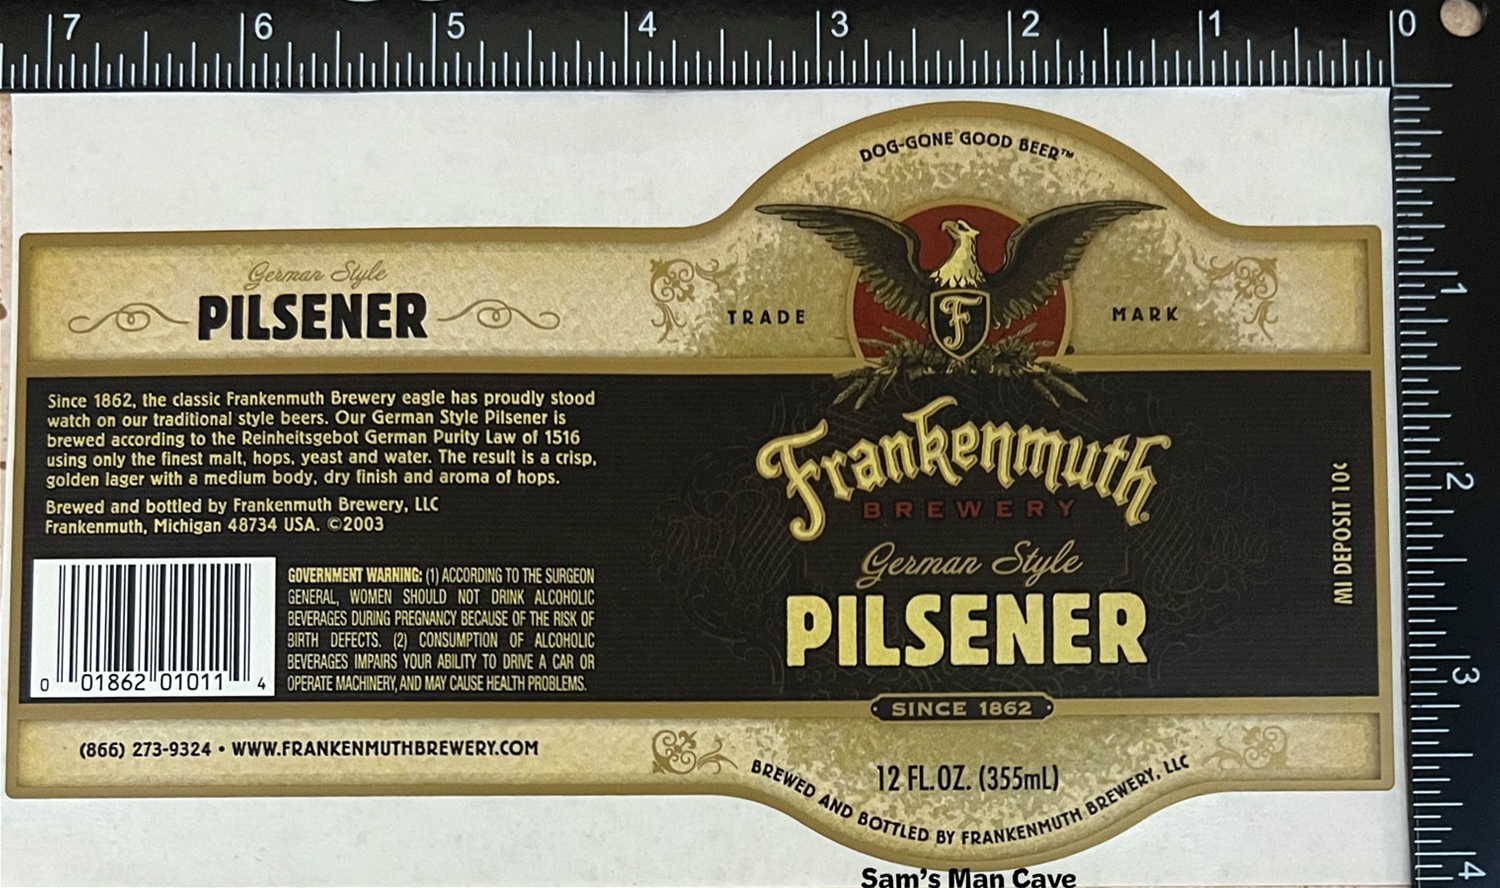 7 6 5 4 3 2 1 0
DOG-GONE GOOD BEER™
TRADE MARK
F
German Style
PILSENER
Since 1862, the classic Frankenmuth Brewery eagle has proudly stood
watch on our traditional style beers. Our German Style Pilsener is
brewed according to the Reinheitsgebot German Purity Law of 1516
using only the finest malt, hops, yeast and water. The result is a crisp,
golden lager with a medium body, dry finish and aroma of hops.
Brewed and bottled by Frankenmuth Brewery, LLC
Frankenmuth, Michigan 48734 USA. ©2003
0 01862 01011 4
GOVERNMENT WARNING: (1) ACCORDING TO THE SURGEON
GENERAL, WOMEN SHOULD NOT DRINK ALCOHOLIC
BEVERAGES DURING PREGNANCY BECAUSE OF THE RISK OF
BIRTH DEFECTS. (2) CONSUMPTION OF ALCOHOLIC
BEVERAGES IMPAIRS YOUR ABILITY TO DRIVE A CAR OR
OPERATE MACHINERY, AND MAY CAUSE HEALTH PROBLEMS.
(866) 273-9324 • WWW.FRANKENMUTHBREWERY.COM
Frankenmuth®
BREWERY
German Style
PILSENER
SINCE 1862
12 FL.OZ. (355mL)
BREWED AND BOTTLED BY FRANKENMUTH BREWERY, LLC
MI DEPOSIT 10¢
1
2
3
4
Sam's Man Cave